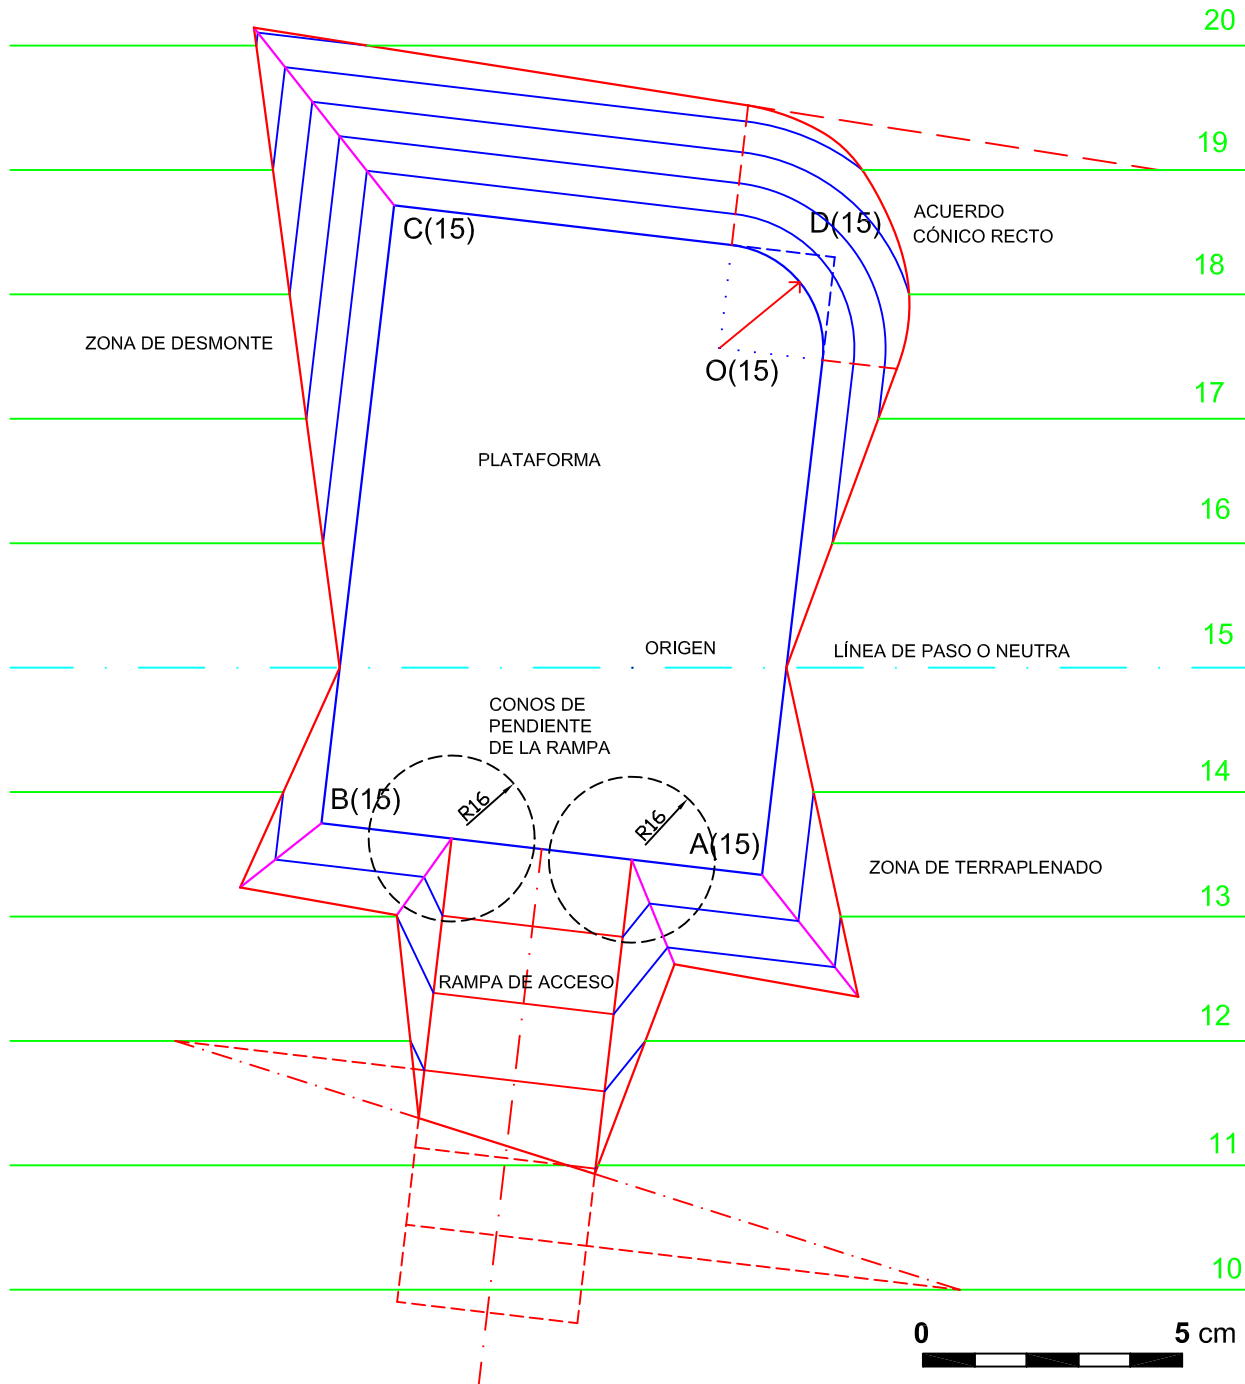 20
19
D(15)
ACUERDO
CÓNICO RECTO
C(15)
18
ZONA DE DESMONTE
O(15)
17
PLATAFORMA
16
15
ORIGEN
LÍNEA DE PASO O NEUTRA
CONOS DE
PENDIENTE
DE LA RAMPA
14
B(15)
R16
R16
A(15)
ZONA DE TERRAPLENADO
13
RAMPA DE ACCESO
12
11
10
0 5 cm